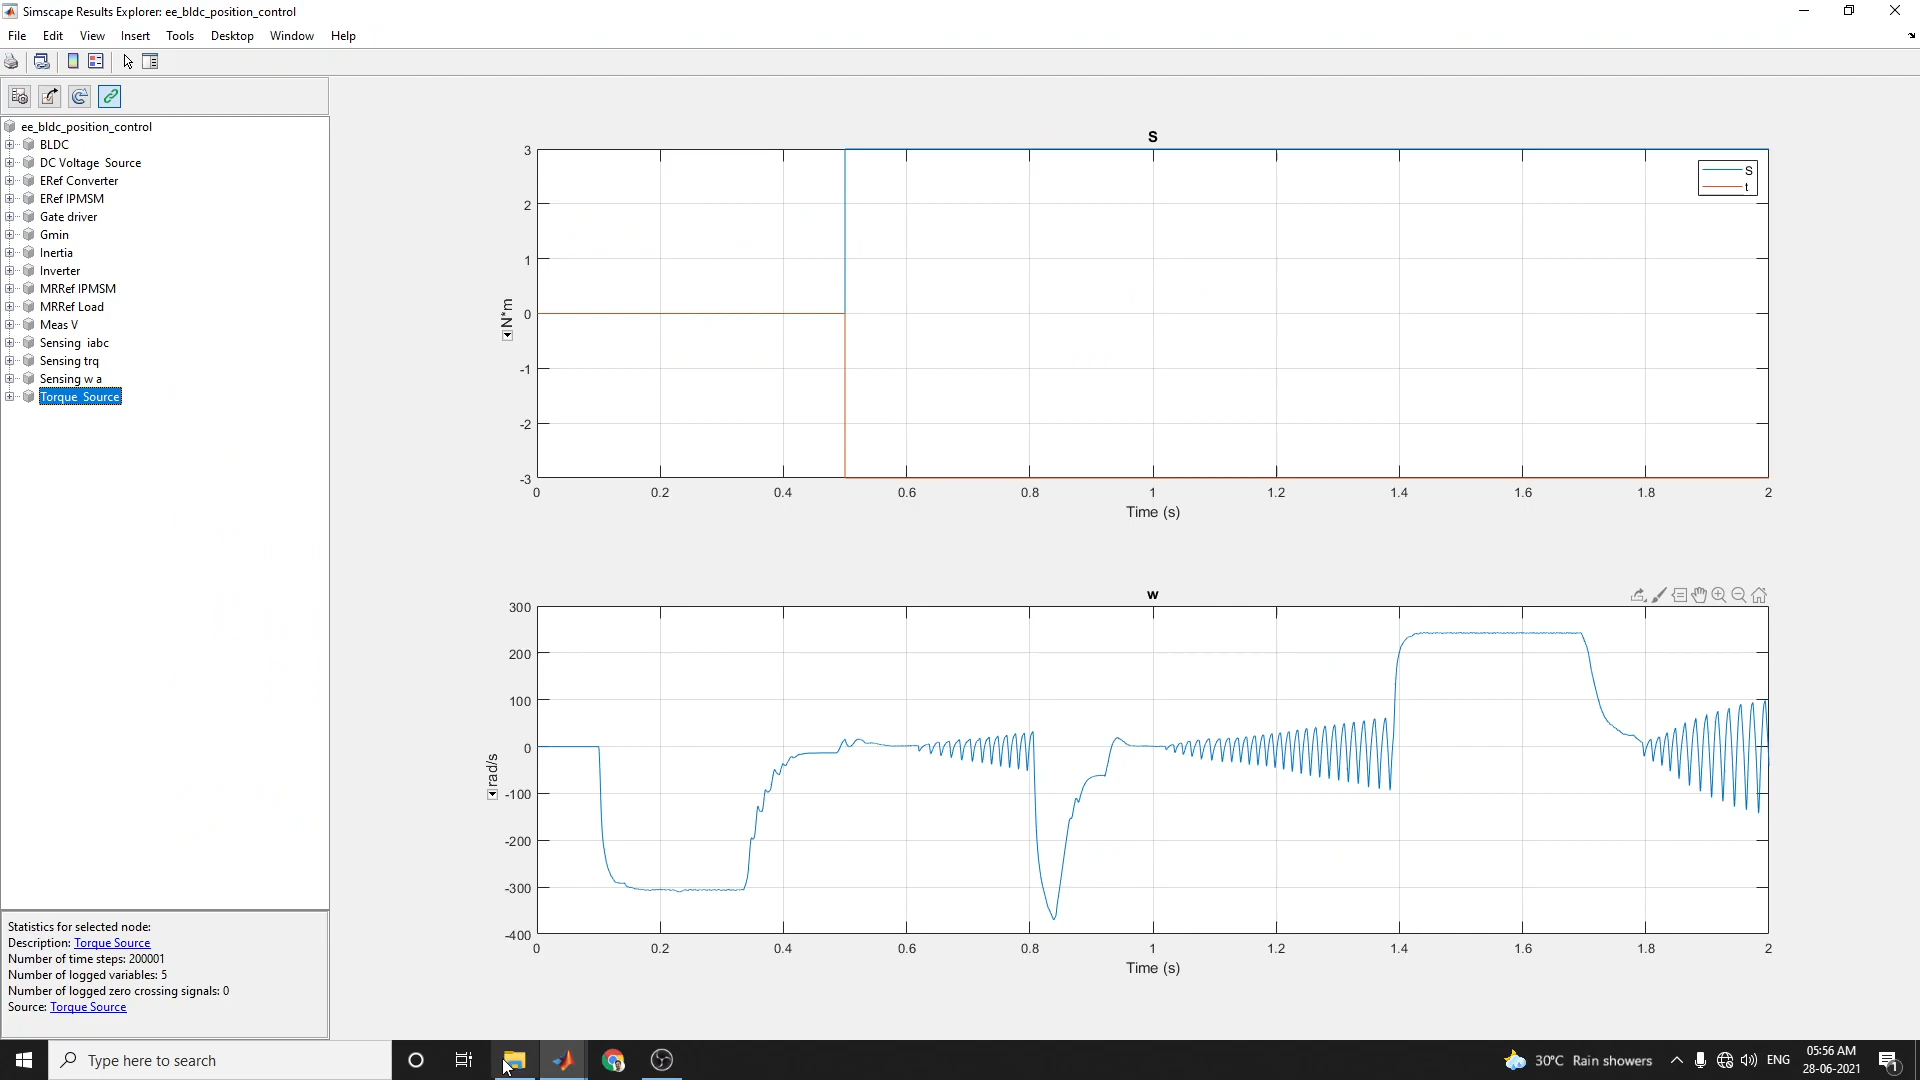 Simscape Results Explorer: ee_bldc_position_control
File Edit View Insert Tools Desktop Window Help
ee_bldc_position_control
BLDC
DC Voltage Source
ERef Converter
ERef IPMSM
Gate driver
Gmin
Inertia
Inverter
MRRef IPMSM
MRRef Load
Meas V
Sensing iabc
Sensing trq
Sensing w a
Torque Source
Statistics for selected node:
Description: Torque Source
Number of time steps: 200001
Number of logged variables: 5
Number of logged zero crossing signals: 0
Source: Torque Source
S
3
2
1
0
-1
-2
-3
N*m
S
t
0 0.2 0.4 0.6 0.8 1 1.2 1.4 1.6 1.8 2
Time (s)
w
300
200
100
0
-100
-200
-300
-400
rad/s
0 0.2 0.4 0.6 0.8 1 1.2 1.4 1.6 1.8 2
Time (s)
Type here to search
30°C Rain showers
ENG
05:56 AM
28-06-2021
1